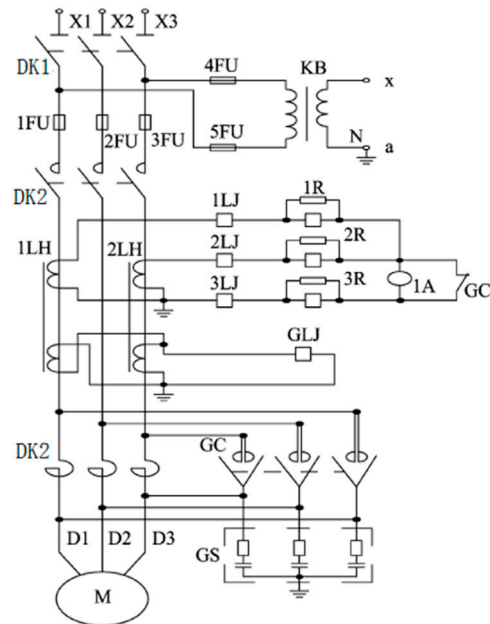 X1 X2 X3
DK1
4FU KB x
1FU
2FU 3FU 5FU N a
DK2
1LJ 1R
1LH 2LH 2LJ 2R
3LJ 3R 1A GC
GLJ
DK2 GC
D1 D2 D3 GS
M